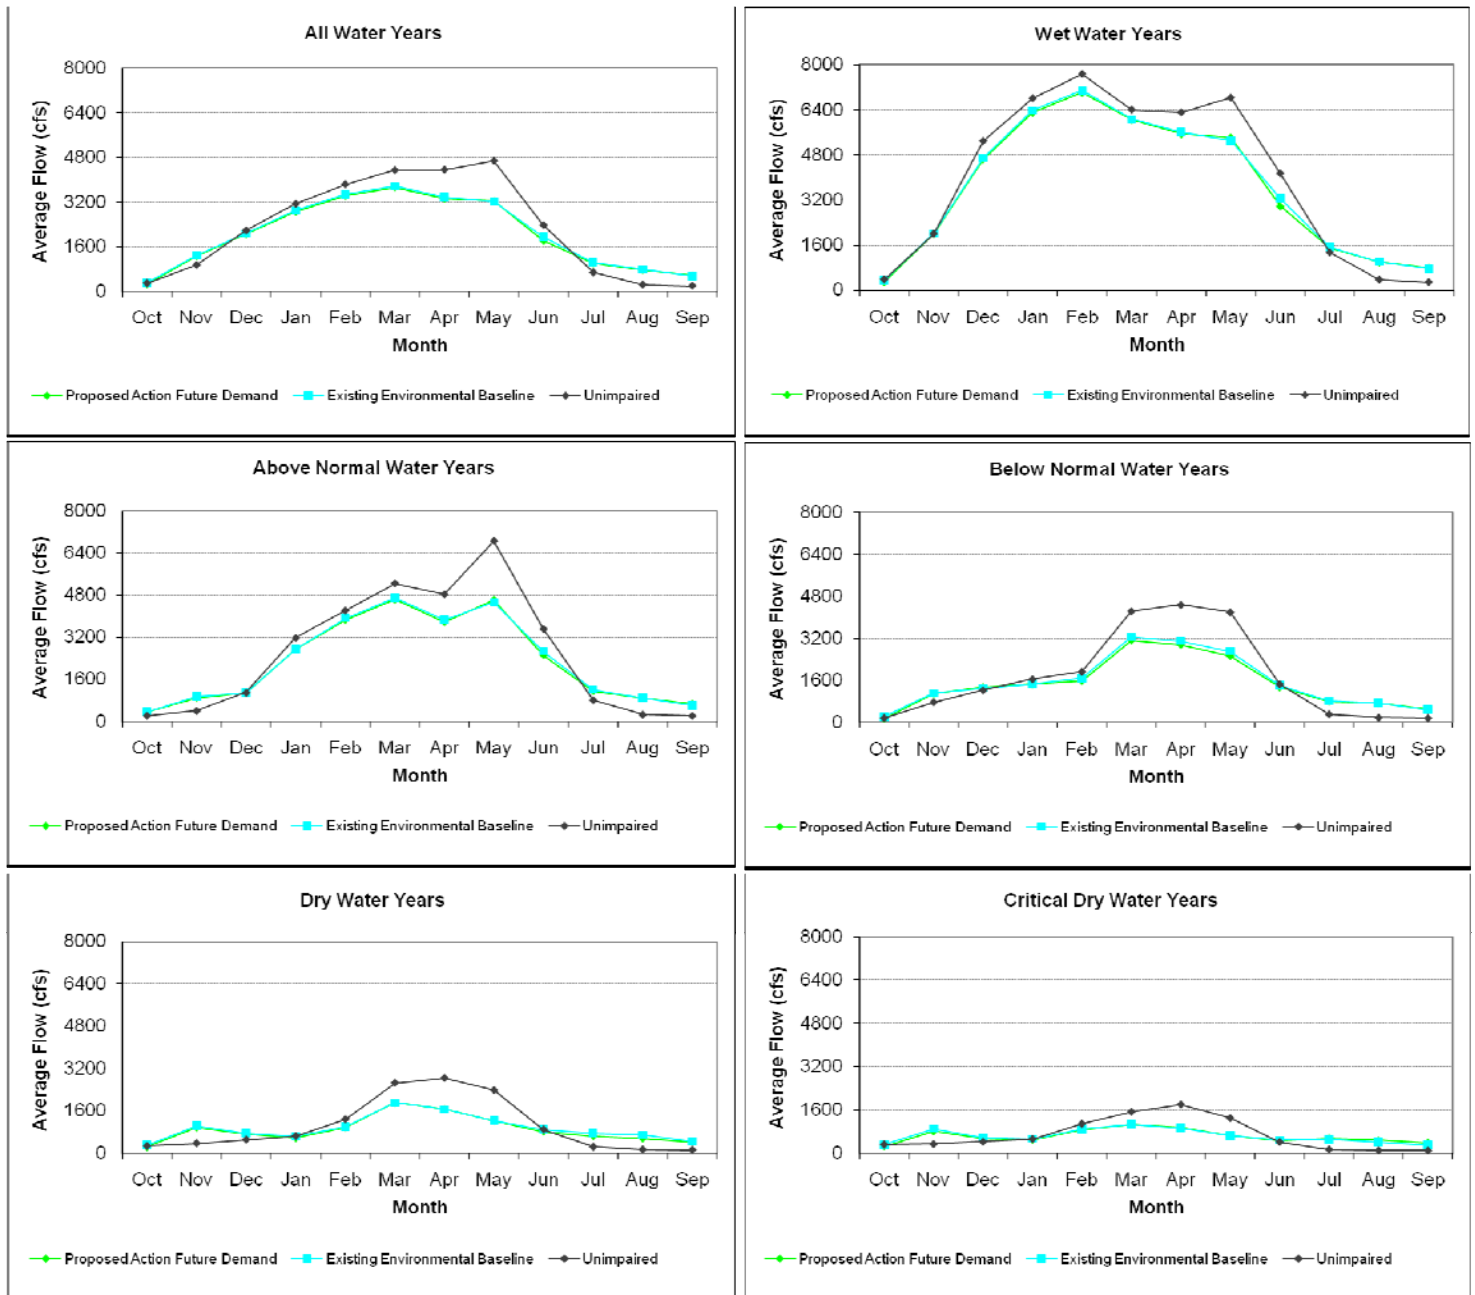 All Water Years
Average Flow (cfs)
8000
6400
4800
3200
1600
0
Oct Nov Dec Jan Feb Mar Apr May Jun Jul Aug Sep
Month
Proposed Action Future Demand Existing Environmental Baseline Unimpaired
Wet Water Years
Average Flow (cfs)
8000
6400
4800
3200
1600
0
Oct Nov Dec Jan Feb Mar Apr May Jun Jul Aug Sep
Month
Proposed Action Future Demand Existing Environmental Baseline Unimpaired
Above Normal Water Years
Average Flow (cfs)
8000
6400
4800
3200
1600
0
Oct Nov Dec Jan Feb Mar Apr May Jun Jul Aug Sep
Month
Proposed Action Future Demand Existing Environmental Baseline Unimpaired
Below Normal Water Years
Average Flow (cfs)
8000
6400
4800
3200
1600
0
Oct Nov Dec Jan Feb Mar Apr May Jun Jul Aug Sep
Month
Proposed Action Future Demand Existing Environmental Baseline Unimpaired
Dry Water Years
Average Flow (cfs)
8000
6400
4800
3200
1600
0
Oct Nov Dec Jan Feb Mar Apr May Jun Jul Aug Sep
Month
Proposed Action Future Demand Existing Environmental Baseline Unimpaired
Critical Dry Water Years
Average Flow (cfs)
8000
6400
4800
3200
1600
0
Oct Nov Dec Jan Feb Mar Apr May Jun Jul Aug Sep
Month
Proposed Action Future Demand Existing Environmental Baseline Unimpaired